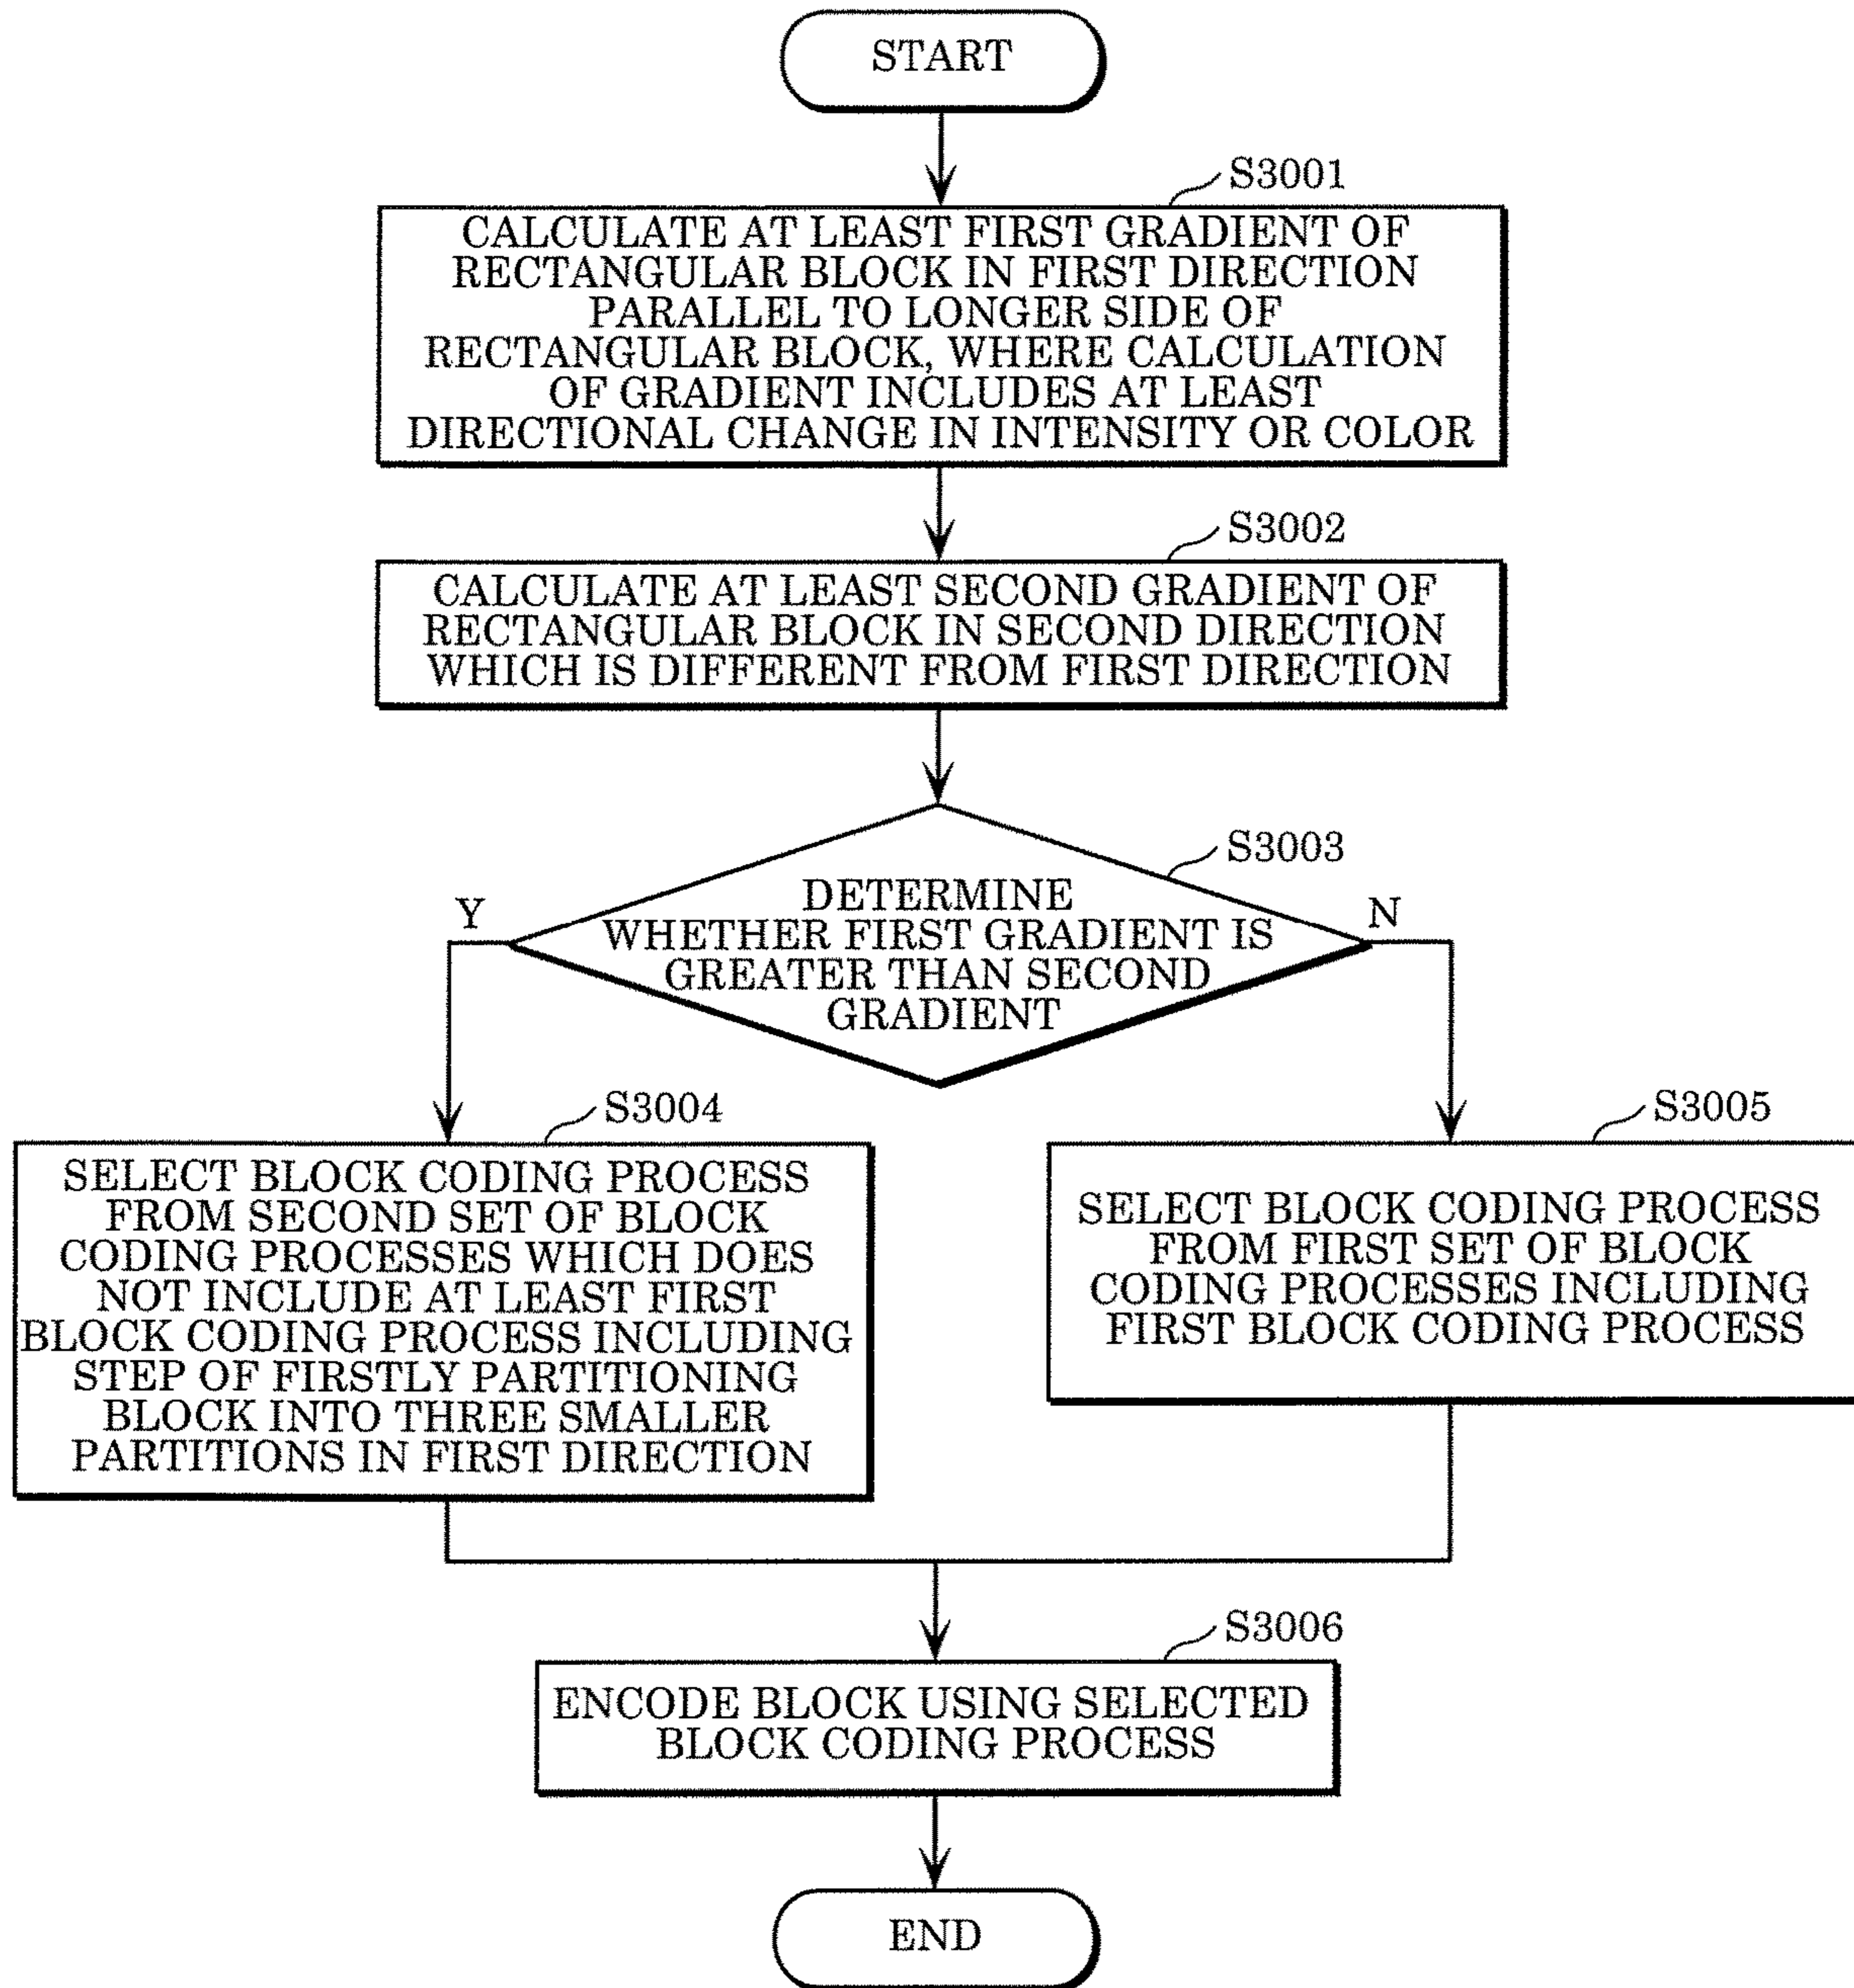 START
S3001
CALCULATE AT LEAST FIRST GRADIENT OF
RECTANGULAR BLOCK IN FIRST DIRECTION
PARALLEL TO LONGER SIDE OF
RECTANGULAR BLOCK, WHERE CALCULATION
OF GRADIENT INCLUDES AT LEAST
DIRECTIONAL CHANGE IN INTENSITY OR COLOR
S3002
CALCULATE AT LEAST SECOND GRADIENT OF
RECTANGULAR BLOCK IN SECOND DIRECTION
WHICH IS DIFFERENT FROM FIRST DIRECTION
S3003
DETERMINE
WHETHER FIRST GRADIENT IS
GREATER THAN SECOND
GRADIENT
Y
N
S3004
SELECT BLOCK CODING PROCESS
FROM SECOND SET OF BLOCK
CODING PROCESSES WHICH DOES
NOT INCLUDE AT LEAST FIRST
BLOCK CODING PROCESS INCLUDING
STEP OF FIRSTLY PARTITIONING
BLOCK INTO THREE SMALLER
PARTITIONS IN FIRST DIRECTION
S3005
SELECT BLOCK CODING PROCESS
FROM FIRST SET OF BLOCK
CODING PROCESSES INCLUDING
FIRST BLOCK CODING PROCESS
S3006
ENCODE BLOCK USING SELECTED
BLOCK CODING PROCESS
END